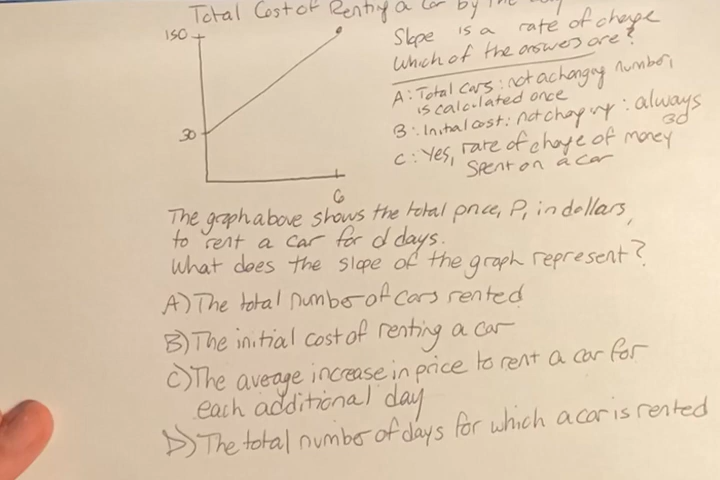 Total Cost of Renting a Car by the
150
30
6
Slope is a rate of change
Which of the answers are?
A: Total cars: not a changing number,
is calculated once
B: Initial cost: not changing: always
30
C: Yes, rate of change of money
spent on a car
The graph above shows the total price, P, in dollars,
to rent a car for d days.
What does the slope of the graph represent?
A) The total number of cars rented
B) The initial cost of renting a car
C) The average increase in price to rent a car for
each additional day
D) The total number of days for which a car is rented